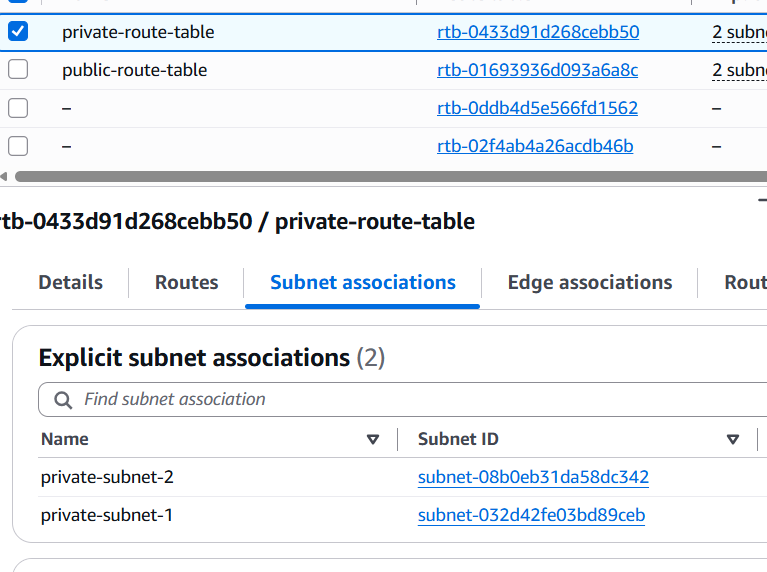 private-route-table rtb-0433d91d268cebb50 2 subn
public-route-table rtb-01693936d093a6a8c 2 subn
– rtb-0ddb4d5e566fd1562 –
– rtb-02f4ab4a26acdb46b –
rtb-0433d91d268cebb50 / private-route-table
Details Routes Subnet associations Edge associations Rout
Explicit subnet associations (2)
Find subnet association
Name Subnet ID
private-subnet-2 subnet-08b0eb31da58dc342
private-subnet-1 subnet-032d42fe03bd89ceb